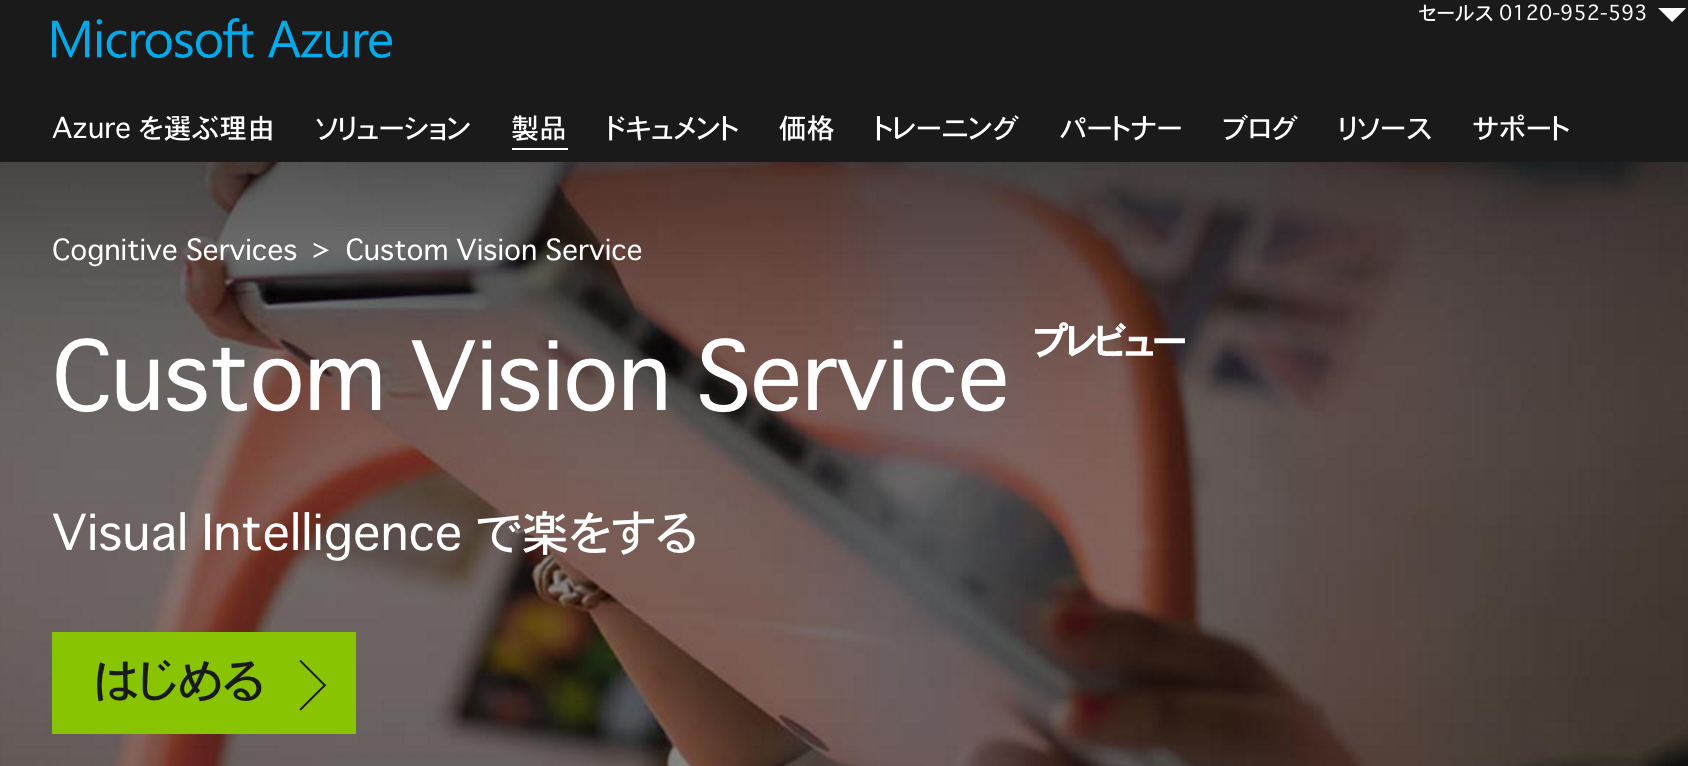 セールス 0120-952-593
Microsoft Azure
Azure を選ぶ理由 ソリューション 製品 ドキュメント 価格 トレーニング パートナー ブログ リソース サポート
Cognitive Services > Custom Vision Service
Custom Vision Service プレビュー
Visual Intelligence で楽をする
はじめる